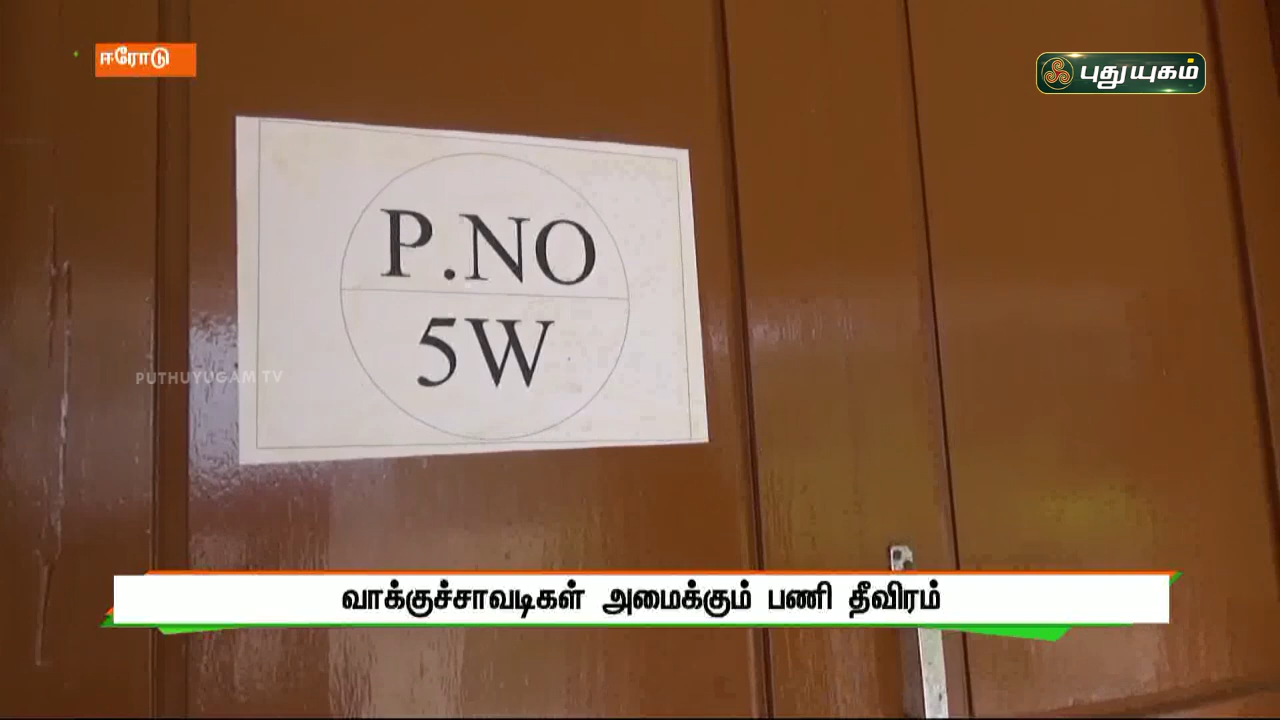 ஈரோடு
புதுயுகம்
P.NO
5W
PUTHUYUGAM TV
வாக்குச்சாவடிகள் அமைக்கும் பணி தீவிரம்